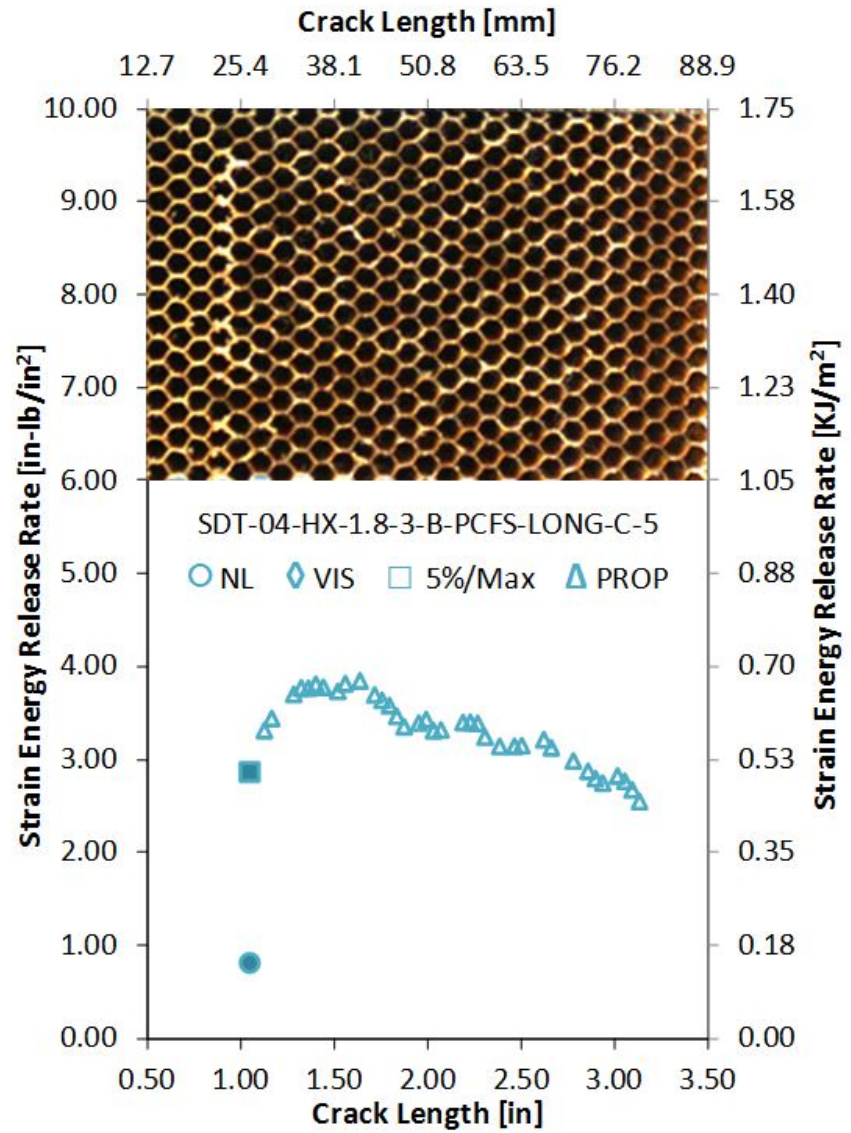 Crack Length [mm]
12.7 25.4 38.1 50.8 63.5 76.2 88.9
10.00 1.75
9.00 1.58
8.00 1.40
7.00 1.23
6.00 1.05
SDT-04-HX-1.8-3-B-PCFS-LONG-C-5
5.00 NL VIS 5%/Max PROP 0.88
4.00 0.70
3.00 0.53
2.00 0.35
1.00 0.18
0.00 0.00
Strain Energy Release Rate [in-lb/in²]
Strain Energy Release Rate [KJ/m²]
0.50 1.00 1.50 2.00 2.50 3.00 3.50
Crack Length [in]